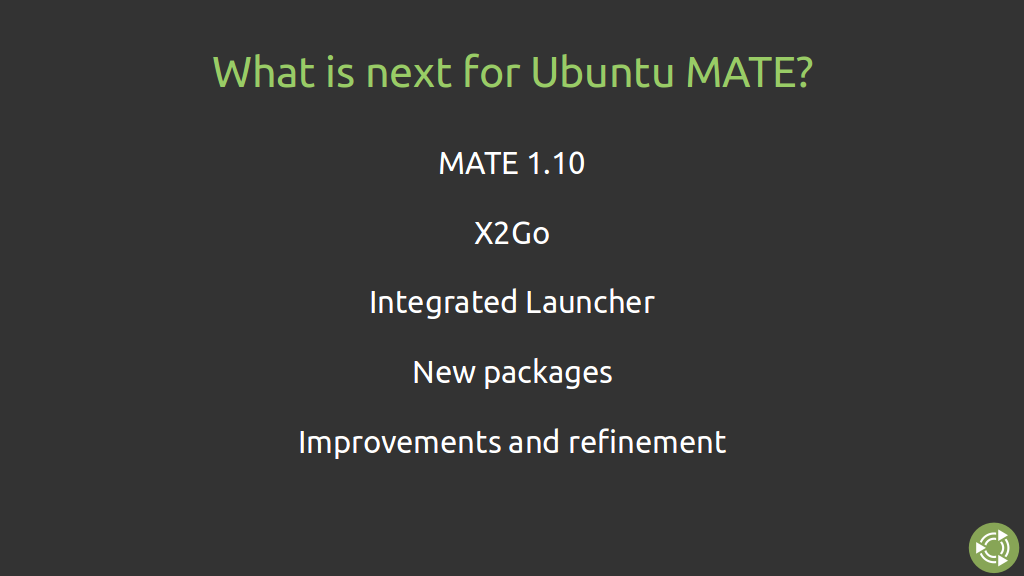 What is next for Ubuntu MATE?
MATE 1.10
X2Go
Integrated Launcher
New packages
Improvements and refinement